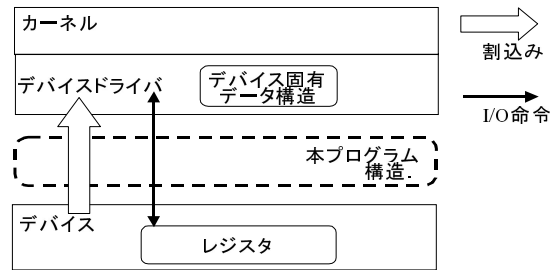 カーネル
割込み
デバイスドライバ
デバイス固有
データ構造
I/O命令
本プログラム
構造.
デバイス
レジスタ